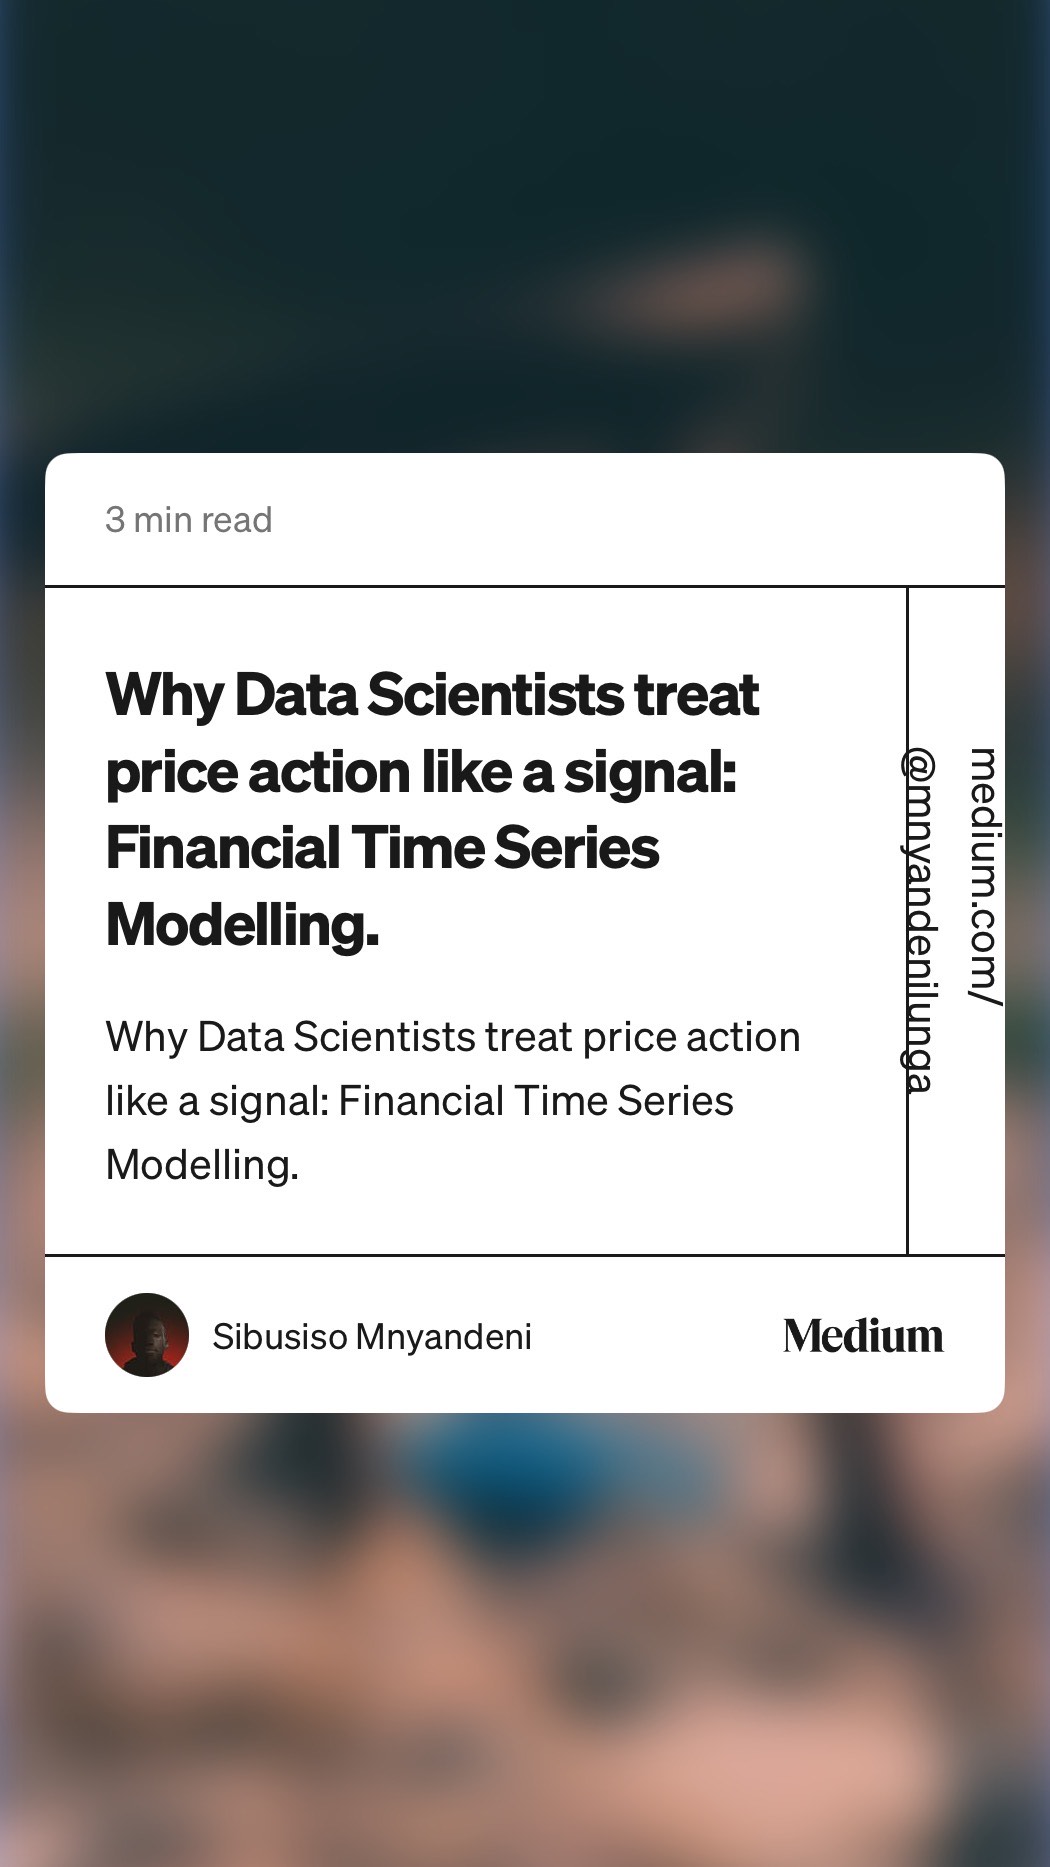 3 min read
Why Data Scientists treat
price action like a signal:
Financial Time Series
Modelling.
Why Data Scientists treat price action
like a signal: Financial Time Series
Modelling.
medium.com/
@mnyandenilunga
Sibusiso Mnyandeni
Medium